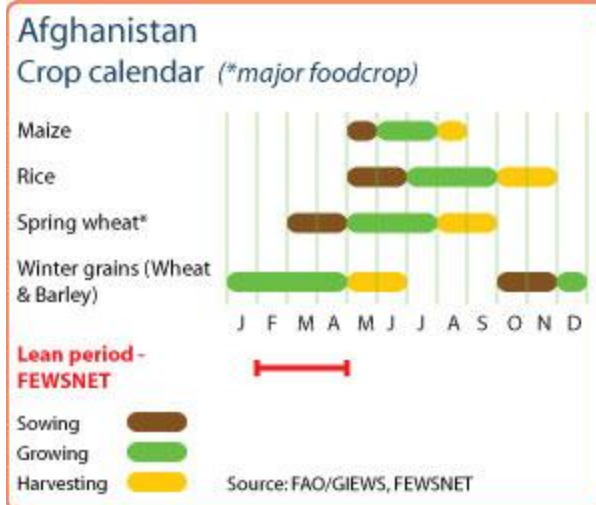 Afghanistan
Crop calendar (*major foodcrop)
Maize
Rice
Spring wheat*
Winter grains (Wheat
& Barley)
J F M A M J J A S O N D
Lean period -
FEWSNET
Sowing
Growing
Harvesting
Source: FAO/GIEWS, FEWSNET